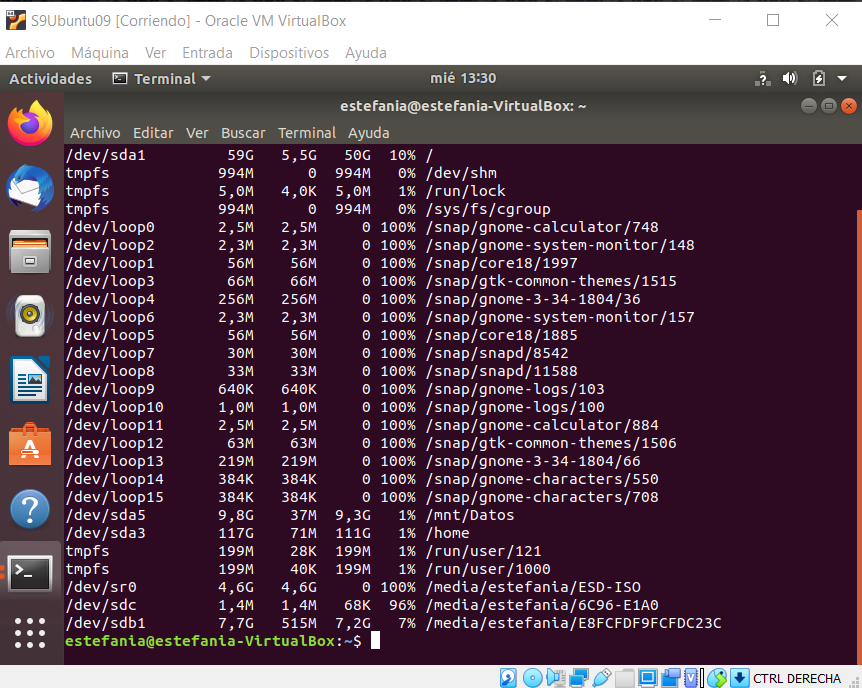 S9Ubuntu09 [Corriendo] - Oracle VM VirtualBox
Archivo Máquina Ver Entrada Dispositivos Ayuda
Actividades Terminal mié 13:30
estefania@estefania-VirtualBox: ~
Archivo Editar Ver Buscar Terminal Ayuda
/dev/sda1 59G 5,5G 50G 10% /
tmpfs 994M 0 994M 0% /dev/shm
tmpfs 5,0M 4,0K 5,0M 1% /run/lock
tmpfs 994M 0 994M 0% /sys/fs/cgroup
/dev/loop0 2,5M 2,5M 0 100% /snap/gnome-calculator/748
/dev/loop2 2,3M 2,3M 0 100% /snap/gnome-system-monitor/148
/dev/loop1 56M 56M 0 100% /snap/core18/1997
/dev/loop3 66M 66M 0 100% /snap/gtk-common-themes/1515
/dev/loop4 256M 256M 0 100% /snap/gnome-3-34-1804/36
/dev/loop6 2,3M 2,3M 0 100% /snap/gnome-system-monitor/157
/dev/loop5 56M 56M 0 100% /snap/core18/1885
/dev/loop7 30M 30M 0 100% /snap/snapd/8542
/dev/loop8 33M 33M 0 100% /snap/snapd/11588
/dev/loop9 640K 640K 0 100% /snap/gnome-logs/103
/dev/loop10 1,0M 1,0M 0 100% /snap/gnome-logs/100
/dev/loop11 2,5M 2,5M 0 100% /snap/gnome-calculator/884
/dev/loop12 63M 63M 0 100% /snap/gtk-common-themes/1506
/dev/loop13 219M 219M 0 100% /snap/gnome-3-34-1804/66
/dev/loop14 384K 384K 0 100% /snap/gnome-characters/550
/dev/loop15 384K 384K 0 100% /snap/gnome-characters/708
/dev/sda5 9,8G 37M 9,3G 1% /mnt/Datos
/dev/sda3 117G 71M 111G 1% /home
tmpfs 199M 28K 199M 1% /run/user/121
tmpfs 199M 40K 199M 1% /run/user/1000
/dev/sr0 4,6G 4,6G 0 100% /media/estefania/ESD-ISO
/dev/sdc 1,4M 1,4M 68K 96% /media/estefania/6C96-E1A0
/dev/sdb1 7,7G 515M 7,2G 7% /media/estefania/E8FCFDF9FCFDC23C
estefania@estefania-VirtualBox:~$
CTRL DERECHA